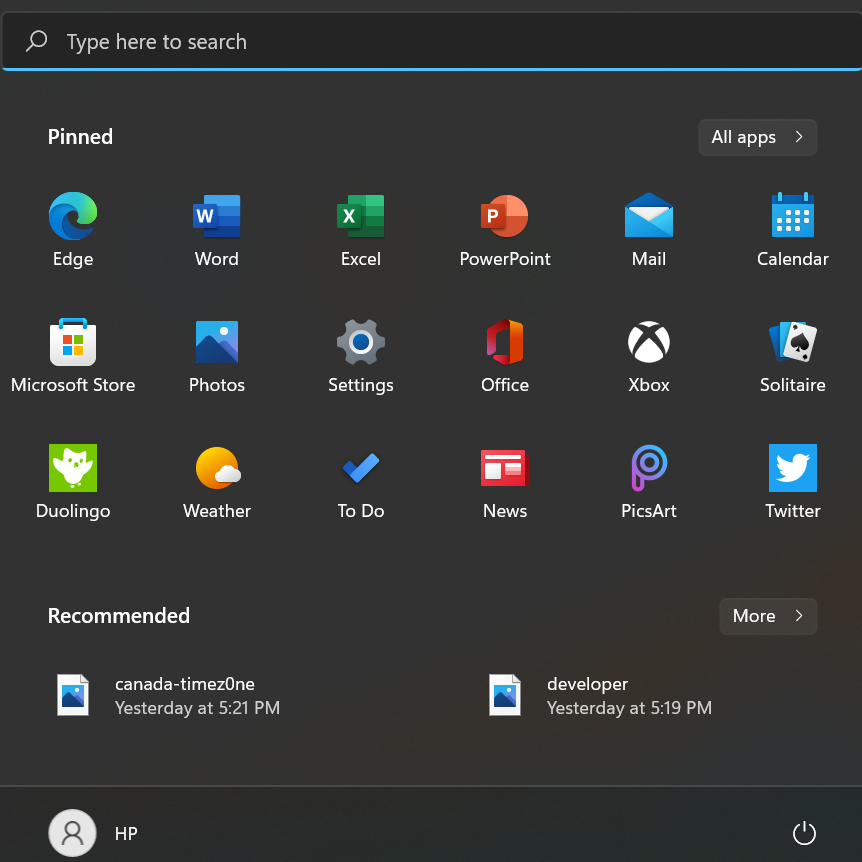 Type here to search
Pinned
All apps
Edge
Word
Excel
PowerPoint
Mail
Calendar
Microsoft Store
Photos
Settings
Office
Xbox
Solitaire
Duolingo
Weather
To Do
News
PicsArt
Twitter
Recommended
More
canada-timez0ne
Yesterday at 5:21 PM
developer
Yesterday at 5:19 PM
HP